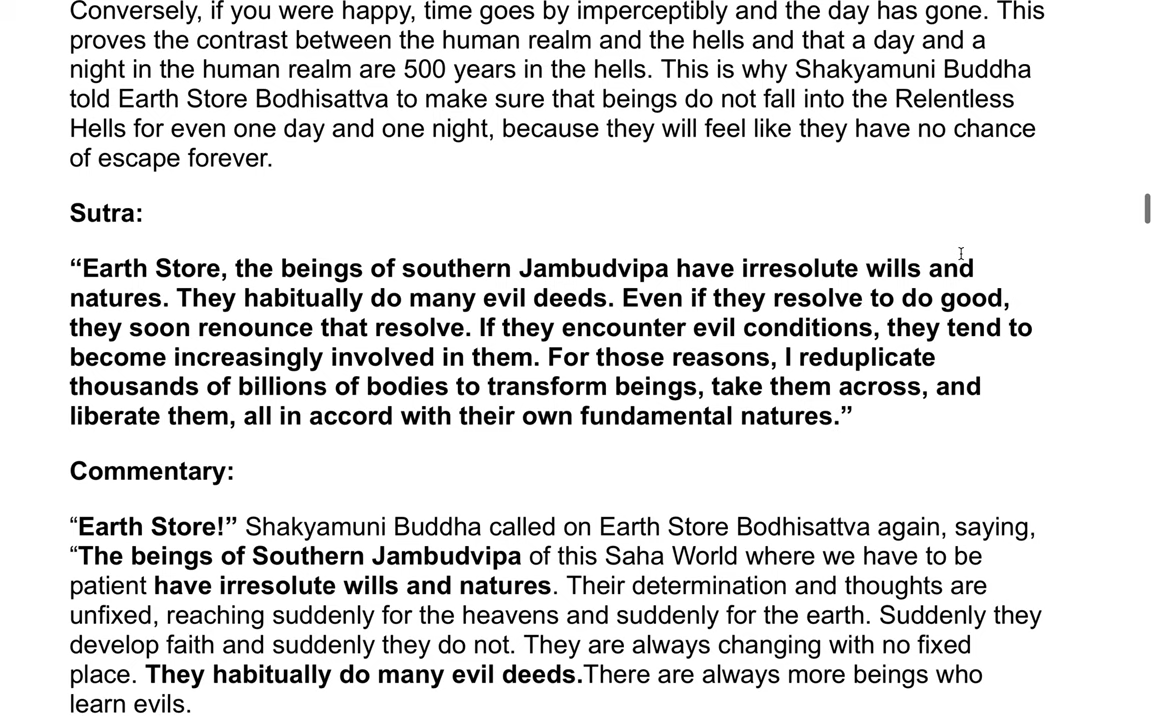 Conversely, if you were happy, time goes by imperceptibly and the day has gone. This
proves the contrast between the human realm and the hells and that a day and a
night in the human realm are 500 years in the hells. This is why Shakyamuni Buddha
told Earth Store Bodhisattva to make sure that beings do not fall into the Relentless
Hells for even one day and one night, because they will feel like they have no chance
of escape forever.
Sutra:
“Earth Store, the beings of southern Jambudvipa have irresolute wills and
natures. They habitually do many evil deeds. Even if they resolve to do good,
they soon renounce that resolve. If they encounter evil conditions, they tend to
become increasingly involved in them. For those reasons, I reduplicate
thousands of billions of bodies to transform beings, take them across, and
liberate them, all in accord with their own fundamental natures.”
Commentary:
“Earth Store!” Shakyamuni Buddha called on Earth Store Bodhisattva again, saying,
“The beings of Southern Jambudvipa of this Saha World where we have to be
patient have irresolute wills and natures. Their determination and thoughts are
unfixed, reaching suddenly for the heavens and suddenly for the earth. Suddenly they
develop faith and suddenly they do not. They are always changing with no fixed
place. They habitually do many evil deeds.There are always more beings who
learn evils.